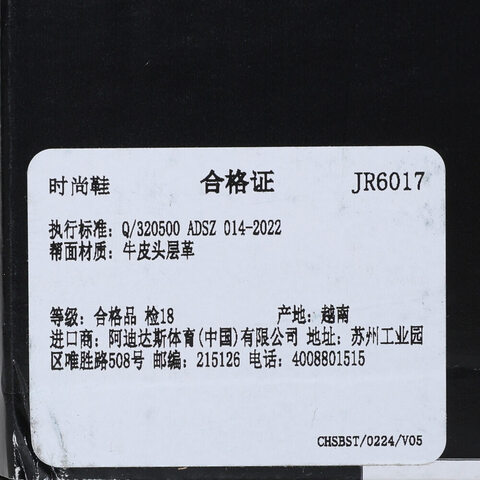 时尚鞋 合格证 JR6017
执行标准: Q/320500 ADSZ 014-2022
帮面材质: 牛皮头层革
等级: 合格品 检18 产地: 越南
进口商: 阿迪达斯体育(中国)有限公司 地址: 苏州工业园
区唯胜路508号 邮编: 215126 电话: 4008801515
CHSBST/0224/V05